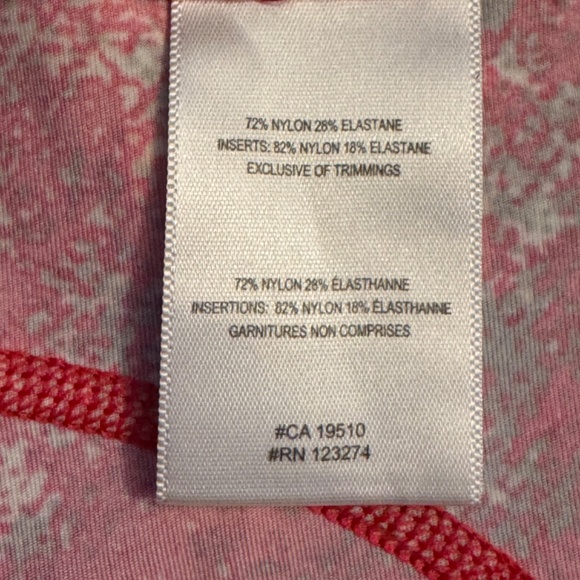 72% NYLON 28% ELASTANE
INSERTS: 82% NYLON 18% ELASTANE
EXCLUSIVE OF TRIMMINGS
72% NYLON 28% ÉLASTHANNE
INSERTIONS: 82% NYLON 18% ÉLASTHANNE
GARNITURES NON COMPRISES
#CA 19510
#RN 123274